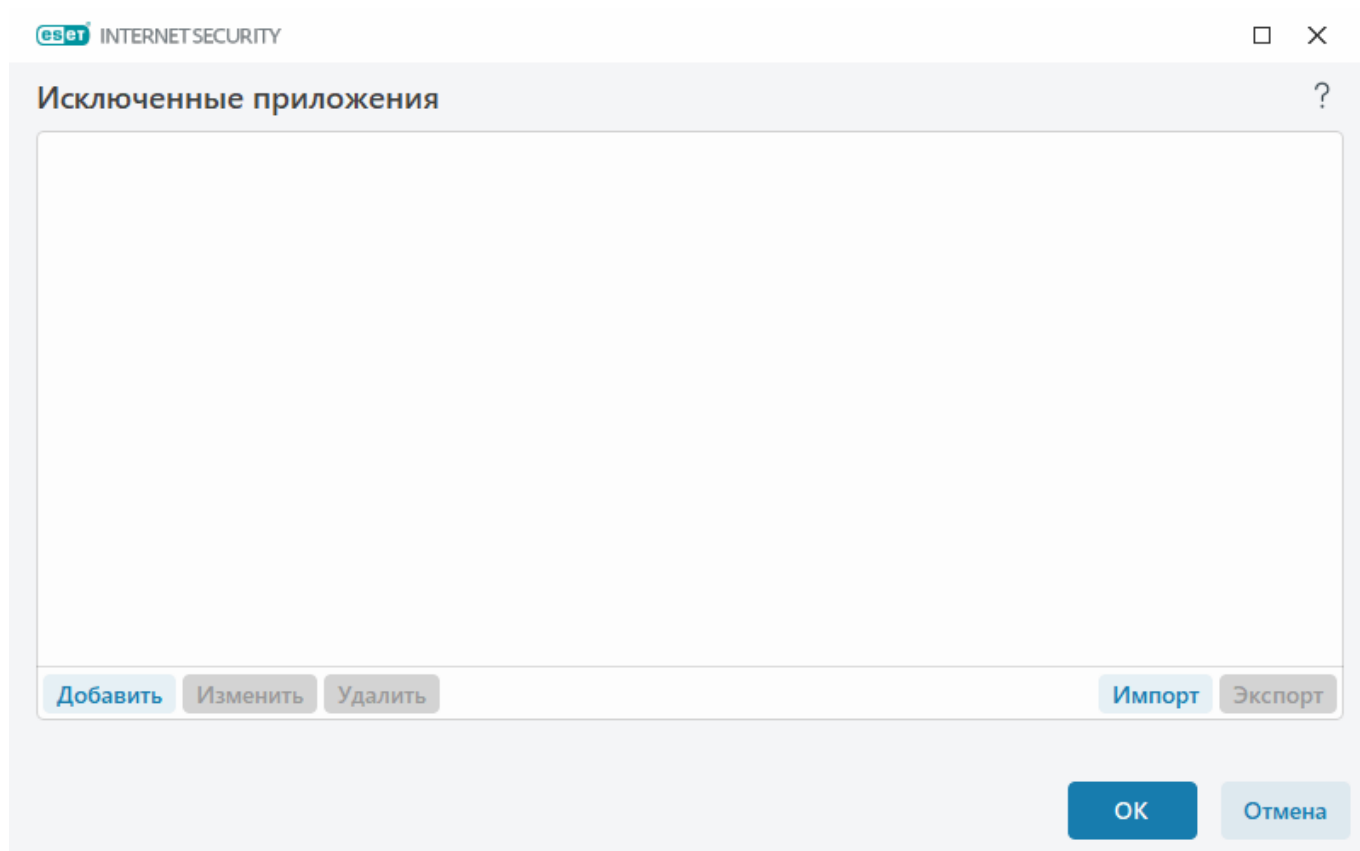 eset INTERNET SECURITY
Исключенные приложения
?
Добавить Изменить Удалить Импорт Экспорт
OK Отмена